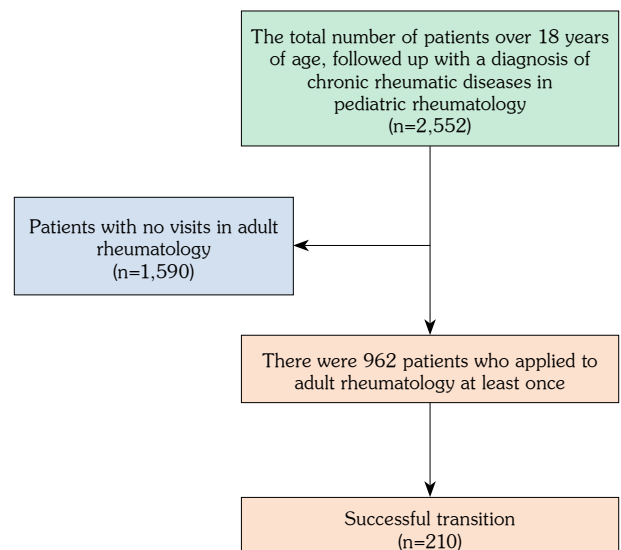 The total number of patients over 18 years
of age, followed up with a diagnosis of
chronic rheumatic diseases in
pediatric rheumatology
(n=2,552)
Patients with no visits in adult
rheumatology
(n=1,590)
There were 962 patients who applied to
adult rheumatology at least once
Successful transition
(n=210)